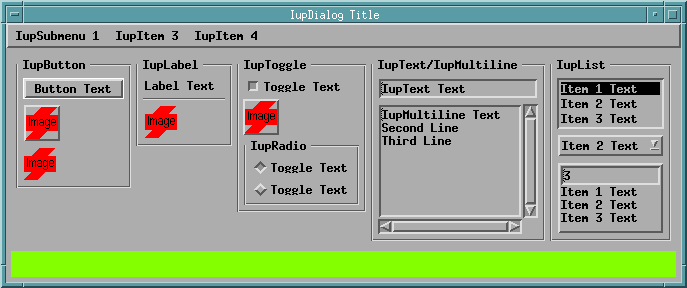 IupDialog Title
IupSubmenu 1 IupItem 3 IupItem 4
IupButton
Button Text
Image
Image
IupLabel
Label Text
Image
IupToggle
Toggle Text
Image
IupRadio
Toggle Text
Toggle Text
IupText/IupMultiline
IupText Text
IupMultiline Text
Second Line
Third Line
IupList
Item 1 Text
Item 2 Text
Item 3 Text
Item 2 Text
3
Item 1 Text
Item 2 Text
Item 3 Text